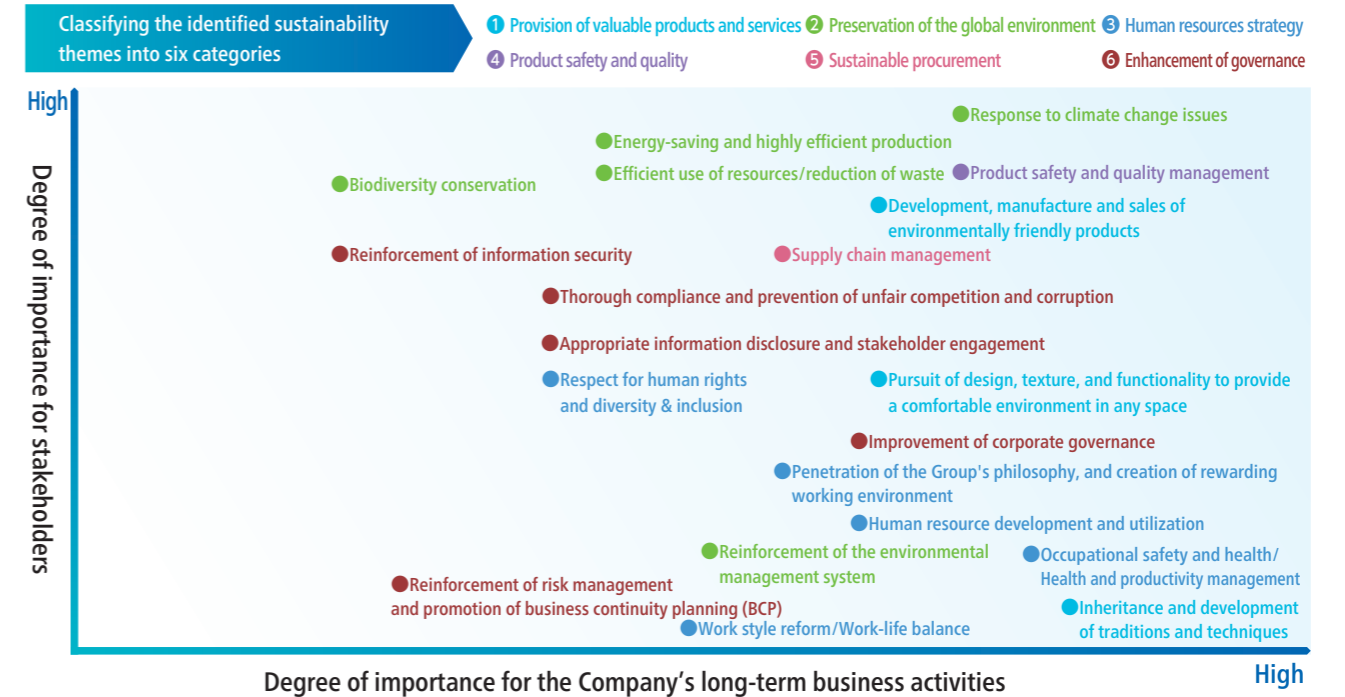 Classifying the identified sustainability
themes into six categories
1 Provision of valuable products and services 2 Preservation of the global environment 3 Human resources strategy
4 Product safety and quality 5 Sustainable procurement 6 Enhancement of governance
High
Degree of importance for stakeholders
Response to climate change issues
Energy-saving and highly efficient production
Efficient use of resources/reduction of waste
Product safety and quality management
Biodiversity conservation
Development, manufacture and sales of
environmentally friendly products
Reinforcement of information security
Supply chain management
Thorough compliance and prevention of unfair competition and corruption
Appropriate information disclosure and stakeholder engagement
Respect for human rights
and diversity & inclusion
Pursuit of design, texture, and functionality to provide
a comfortable environment in any space
Improvement of corporate governance
Penetration of the Group's philosophy, and creation of rewarding
working environment
Human resource development and utilization
Reinforcement of the environmental
management system
Occupational safety and health/
Health and productivity management
Reinforcement of risk management
and promotion of business continuity planning (BCP)
Inheritance and development
of traditions and techniques
Work style reform/Work-life balance
High
Degree of importance for the Company’s long-term business activities